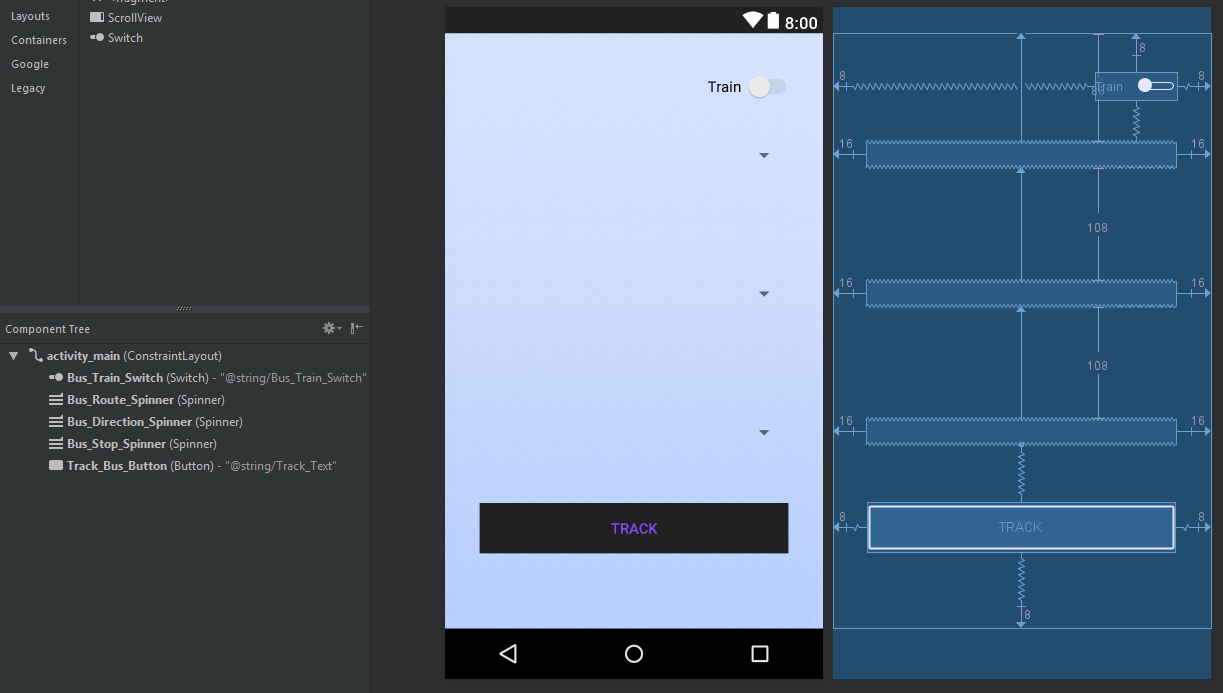 Layouts
Containers
Google
Legacy
<fragment>
ScrollView
Switch
Component Tree
activity_main (ConstraintLayout)
Bus_Train_Switch (Switch) - "@string/Bus_Train_Switch"
Bus_Route_Spinner (Spinner)
Bus_Direction_Spinner (Spinner)
Bus_Stop_Spinner (Spinner)
Track_Bus_Button (Button) - "@string/Track_Text"
8:00
Train
TRACK
8
8
8
Train
16
16
108
16
16
108
16
16
8
8
TRACK
8